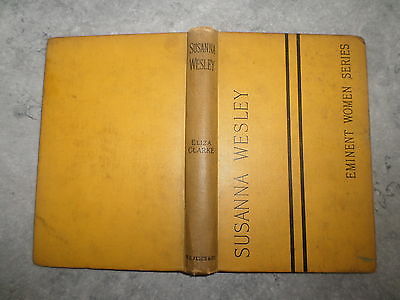 SUSANNA
WESLEY
ELIZA
CLARKE
SUSANNA WESLEY
EMINENT WOMEN SERIES